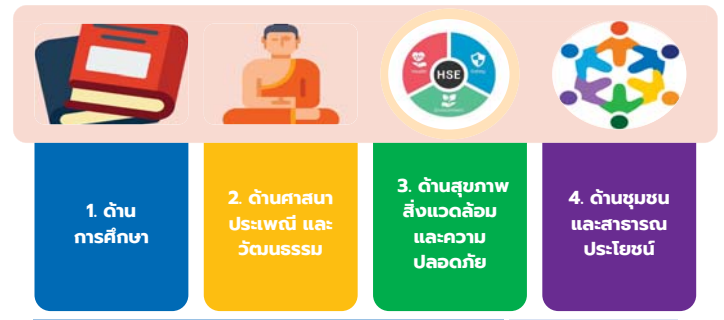 HSE
Health
Safety
1. ด้าน
การศึกษา
2. ด้านศาสนา
ประเพณี และ
วัฒนธรรม
3. ด้านสุขภาพ
สิ่งแวดล้อม
และความ
ปลอดภัย
4. ด้านชุมชน
และสาธารณ
ประโยชน์